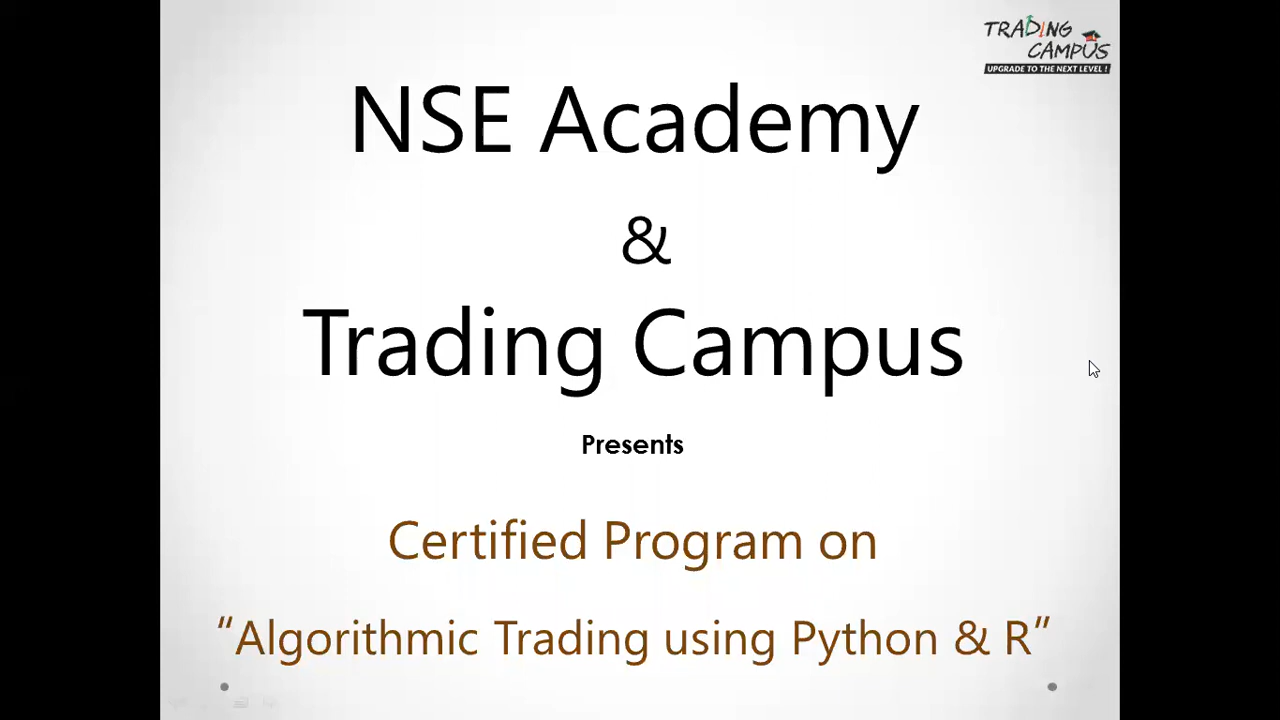 TRADING
CAMPUS
UPGRADE TO THE NEXT LEVEL !
NSE Academy
&
Trading Campus
Presents
Certified Program on
“Algorithmic Trading using Python & R”